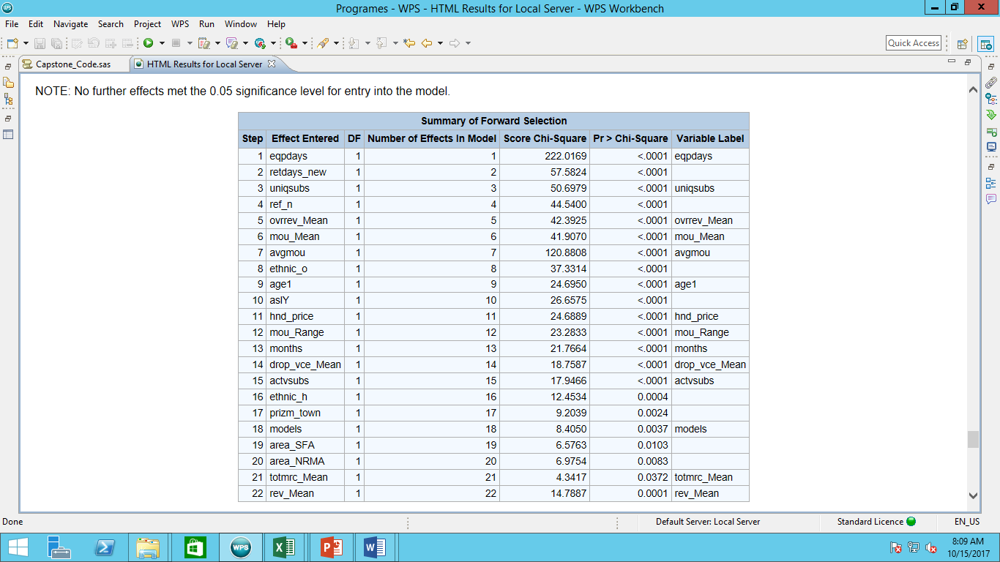 Programes - WPS - HTML Results for Local Server - WPS Workbench
File Edit Navigate Search Project WPS Run Window Help
Quick Access
Capstone_Code.sas HTML Results for Local Server
NOTE: No further effects met the 0.05 significance level for entry into the model.
Summary of Forward Selection
Step Effect Entered DF Number of Effects In Model Score Chi-Square Pr > Chi-Square Variable Label
1 eqpdays 1 1 222.0169 <.0001 eqpdays
2 retdays_new 1 2 57.5824 <.0001
3 uniqsubs 1 3 50.6979 <.0001 uniqsubs
4 ref_n 1 4 44.5400 <.0001
5 ovrrev_Mean 1 5 42.3925 <.0001 ovrrev_Mean
6 mou_Mean 1 6 41.9070 <.0001 mou_Mean
7 avgmou 1 7 120.8808 <.0001 avgmou
8 ethnic_o 1 8 37.3314 <.0001
9 age1 1 9 24.6950 <.0001 age1
10 aslY 1 10 26.6575 <.0001
11 hnd_price 1 11 24.6889 <.0001 hnd_price
12 mou_Range 1 12 23.2833 <.0001 mou_Range
13 months 1 13 21.7664 <.0001 months
14 drop_vce_Mean 1 14 18.7587 <.0001 drop_vce_Mean
15 actvsubs 1 15 17.9466 <.0001 actvsubs
16 ethnic_h 1 16 12.4534 0.0004
17 prizm_town 1 17 9.2039 0.0024
18 models 1 18 8.4050 0.0037 models
19 area_SFA 1 19 6.5763 0.0103
20 area_NRMA 1 20 6.9754 0.0083
21 totmrc_Mean 1 21 4.3417 0.0372 totmrc_Mean
22 rev_Mean 1 22 14.7887 0.0001 rev_Mean
Done Default Server: Local Server Standard Licence EN_US
WPS
8:09 AM
10/15/2017